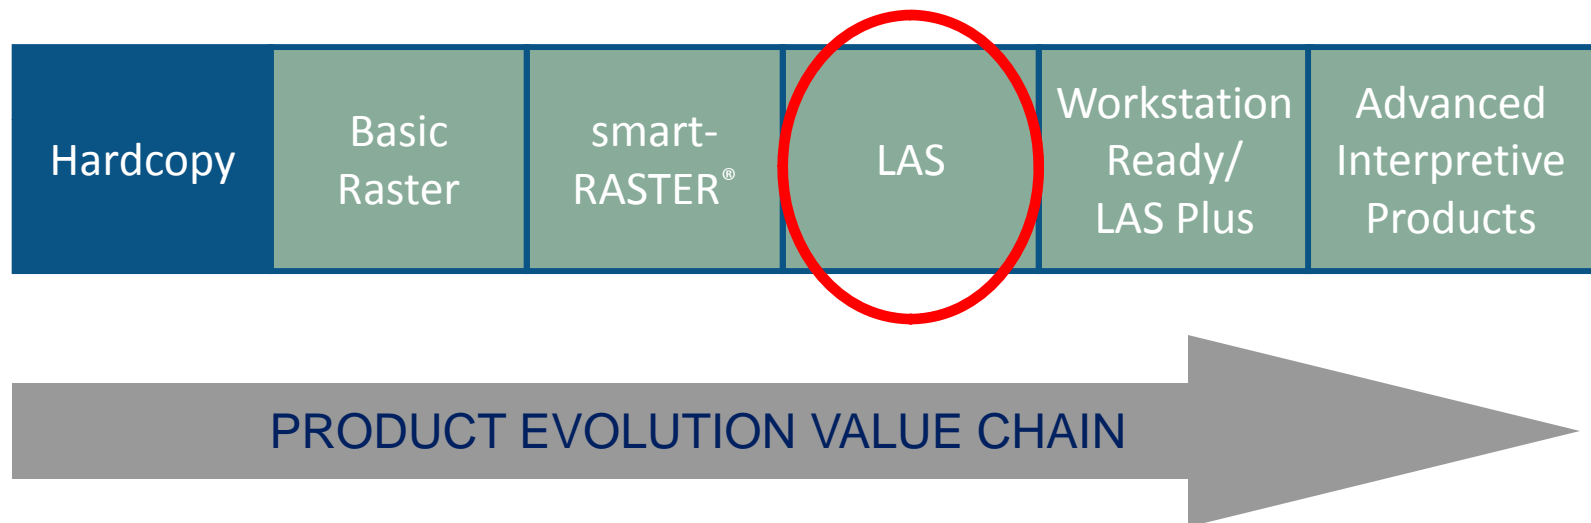 Hardcopy
Basic
Raster
smart-
RASTER®
LAS
Workstation
Ready/
LAS Plus
Advanced
Interpretive
Products
PRODUCT EVOLUTION VALUE CHAIN